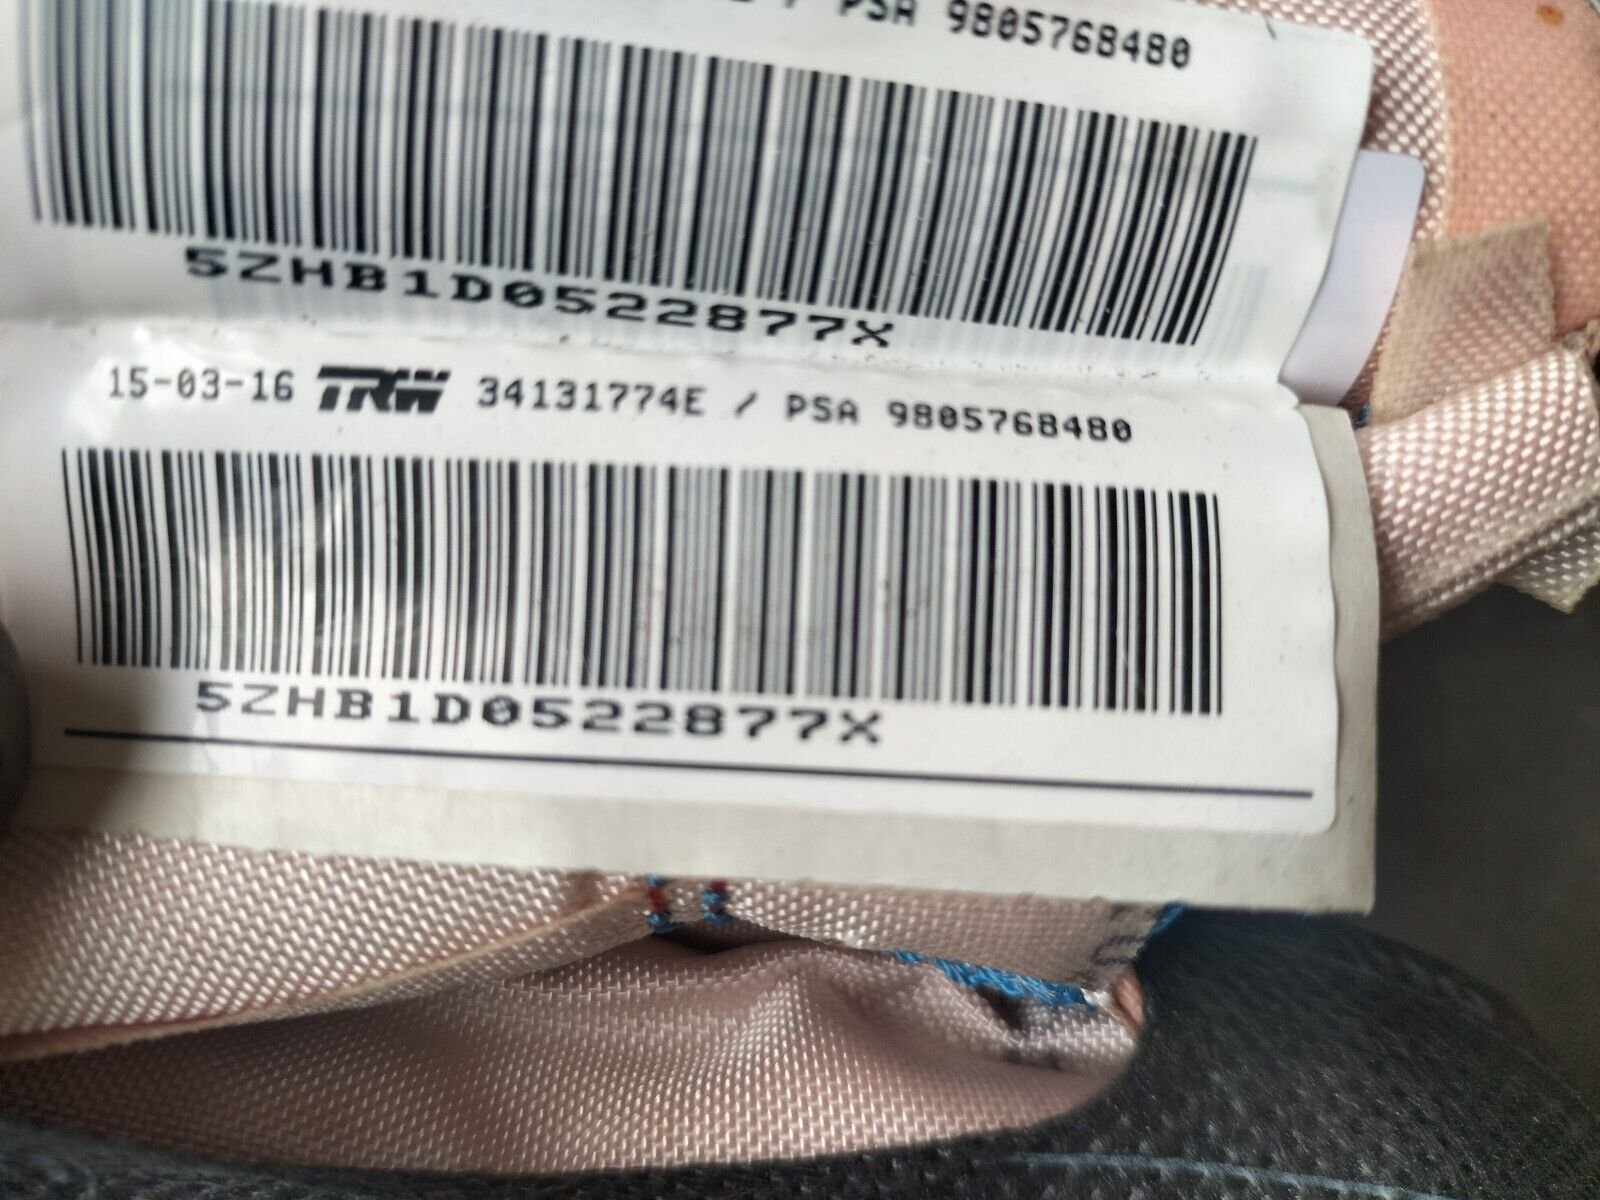 PSA 9805768480
5ZHB1D0522877X
15-03-16 TRW 34131774E / PSA 9805768480
5ZHB1D0522877X